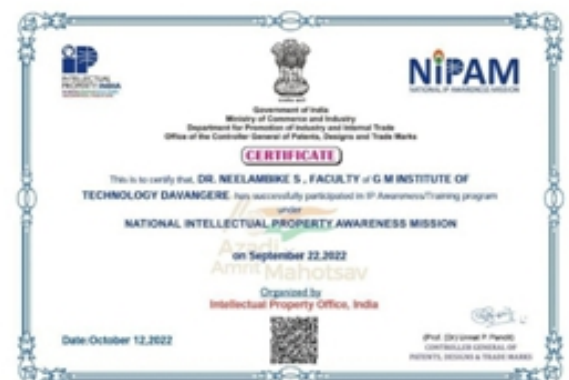 iP
INTELLECTUAL
PROPERTY INDIA
NiPAM
NATIONAL IP AWARENESS MISSION
Government of India
Ministry of Commerce and Industry
Department for Promotion of Industry and Internal Trade
Office of the Controller General of Patents, Designs and Trade Marks
CERTIFICATE
This is to certify that, DR. NEELAMBIKE S , FACULTY of G M INSTITUTE OF
TECHNOLOGY DAVANGERE has successfully participated in IP Awareness/Training program
under
NATIONAL INTELLECTUAL PROPERTY AWARENESS MISSION
Azadi
Amrit Mahotsav
on September 22,2022
Organized by
Intellectual Property Office, India
Date:October 12,2022
(Prof. (Dr) Unnat P. Pandit)
CONTROLLER GENERAL OF
PATENTS, DESIGNS & TRADE MARKS